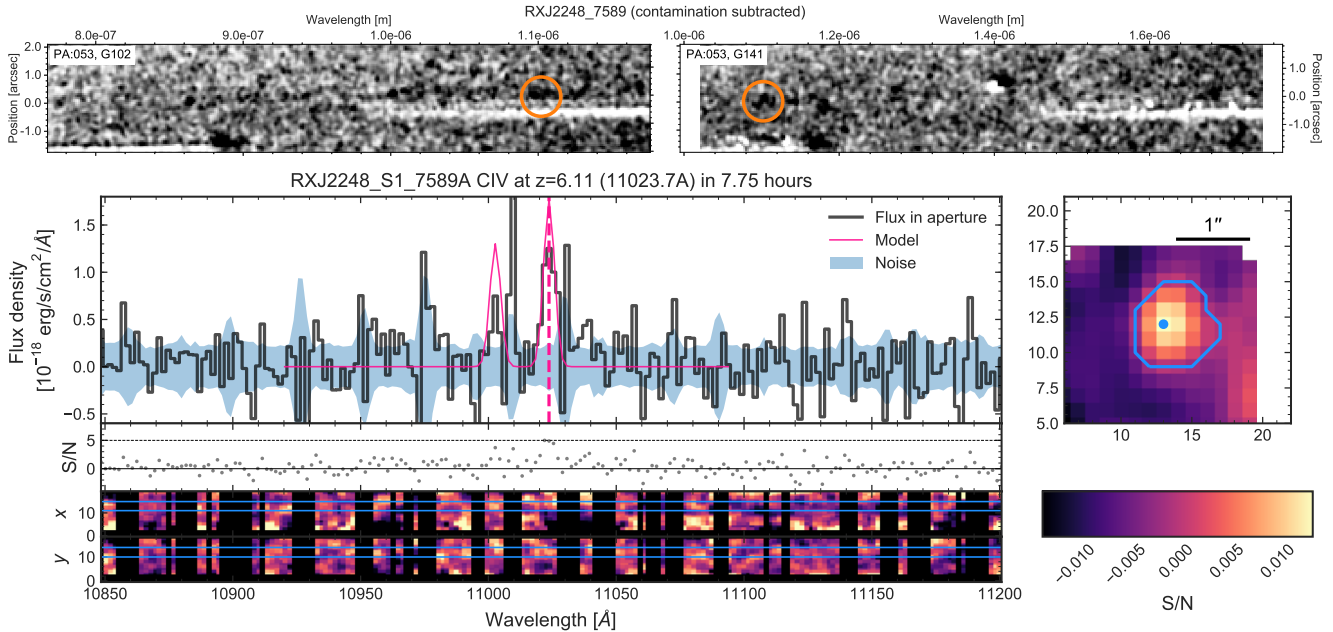 RXJ2248_7589 (contamination subtracted)
Wavelength [m]
Wavelength [m]
8.0e-07 9.0e-07 1.0e-06 1.1e-06
1.0e-06 1.2e-06 1.4e-06 1.6e-06
PA:053, G102
PA:053, G141
Position [arcsec]
2.0
1.0
0.0
-1.0
1.0
0.0
-1.0
Position [arcsec]
RXJ2248_S1_7589A CIV at z=6.11 (11023.7A) in 7.75 hours
Flux density
[10⁻¹⁸ erg/s/cm²/Å]
1.5
1.0
0.5
0.0
−0.5
Flux in aperture
Model
Noise
S/N
5
0
x
10
0
y
10
0
10850 10900 10950 11000 11050 11100 11150 11200
Wavelength [Å]
1″
20.0
17.5
15.0
12.5
10.0
7.5
5.0
10 15 20
−0.010 −0.005 0.000 0.005 0.010
S/N